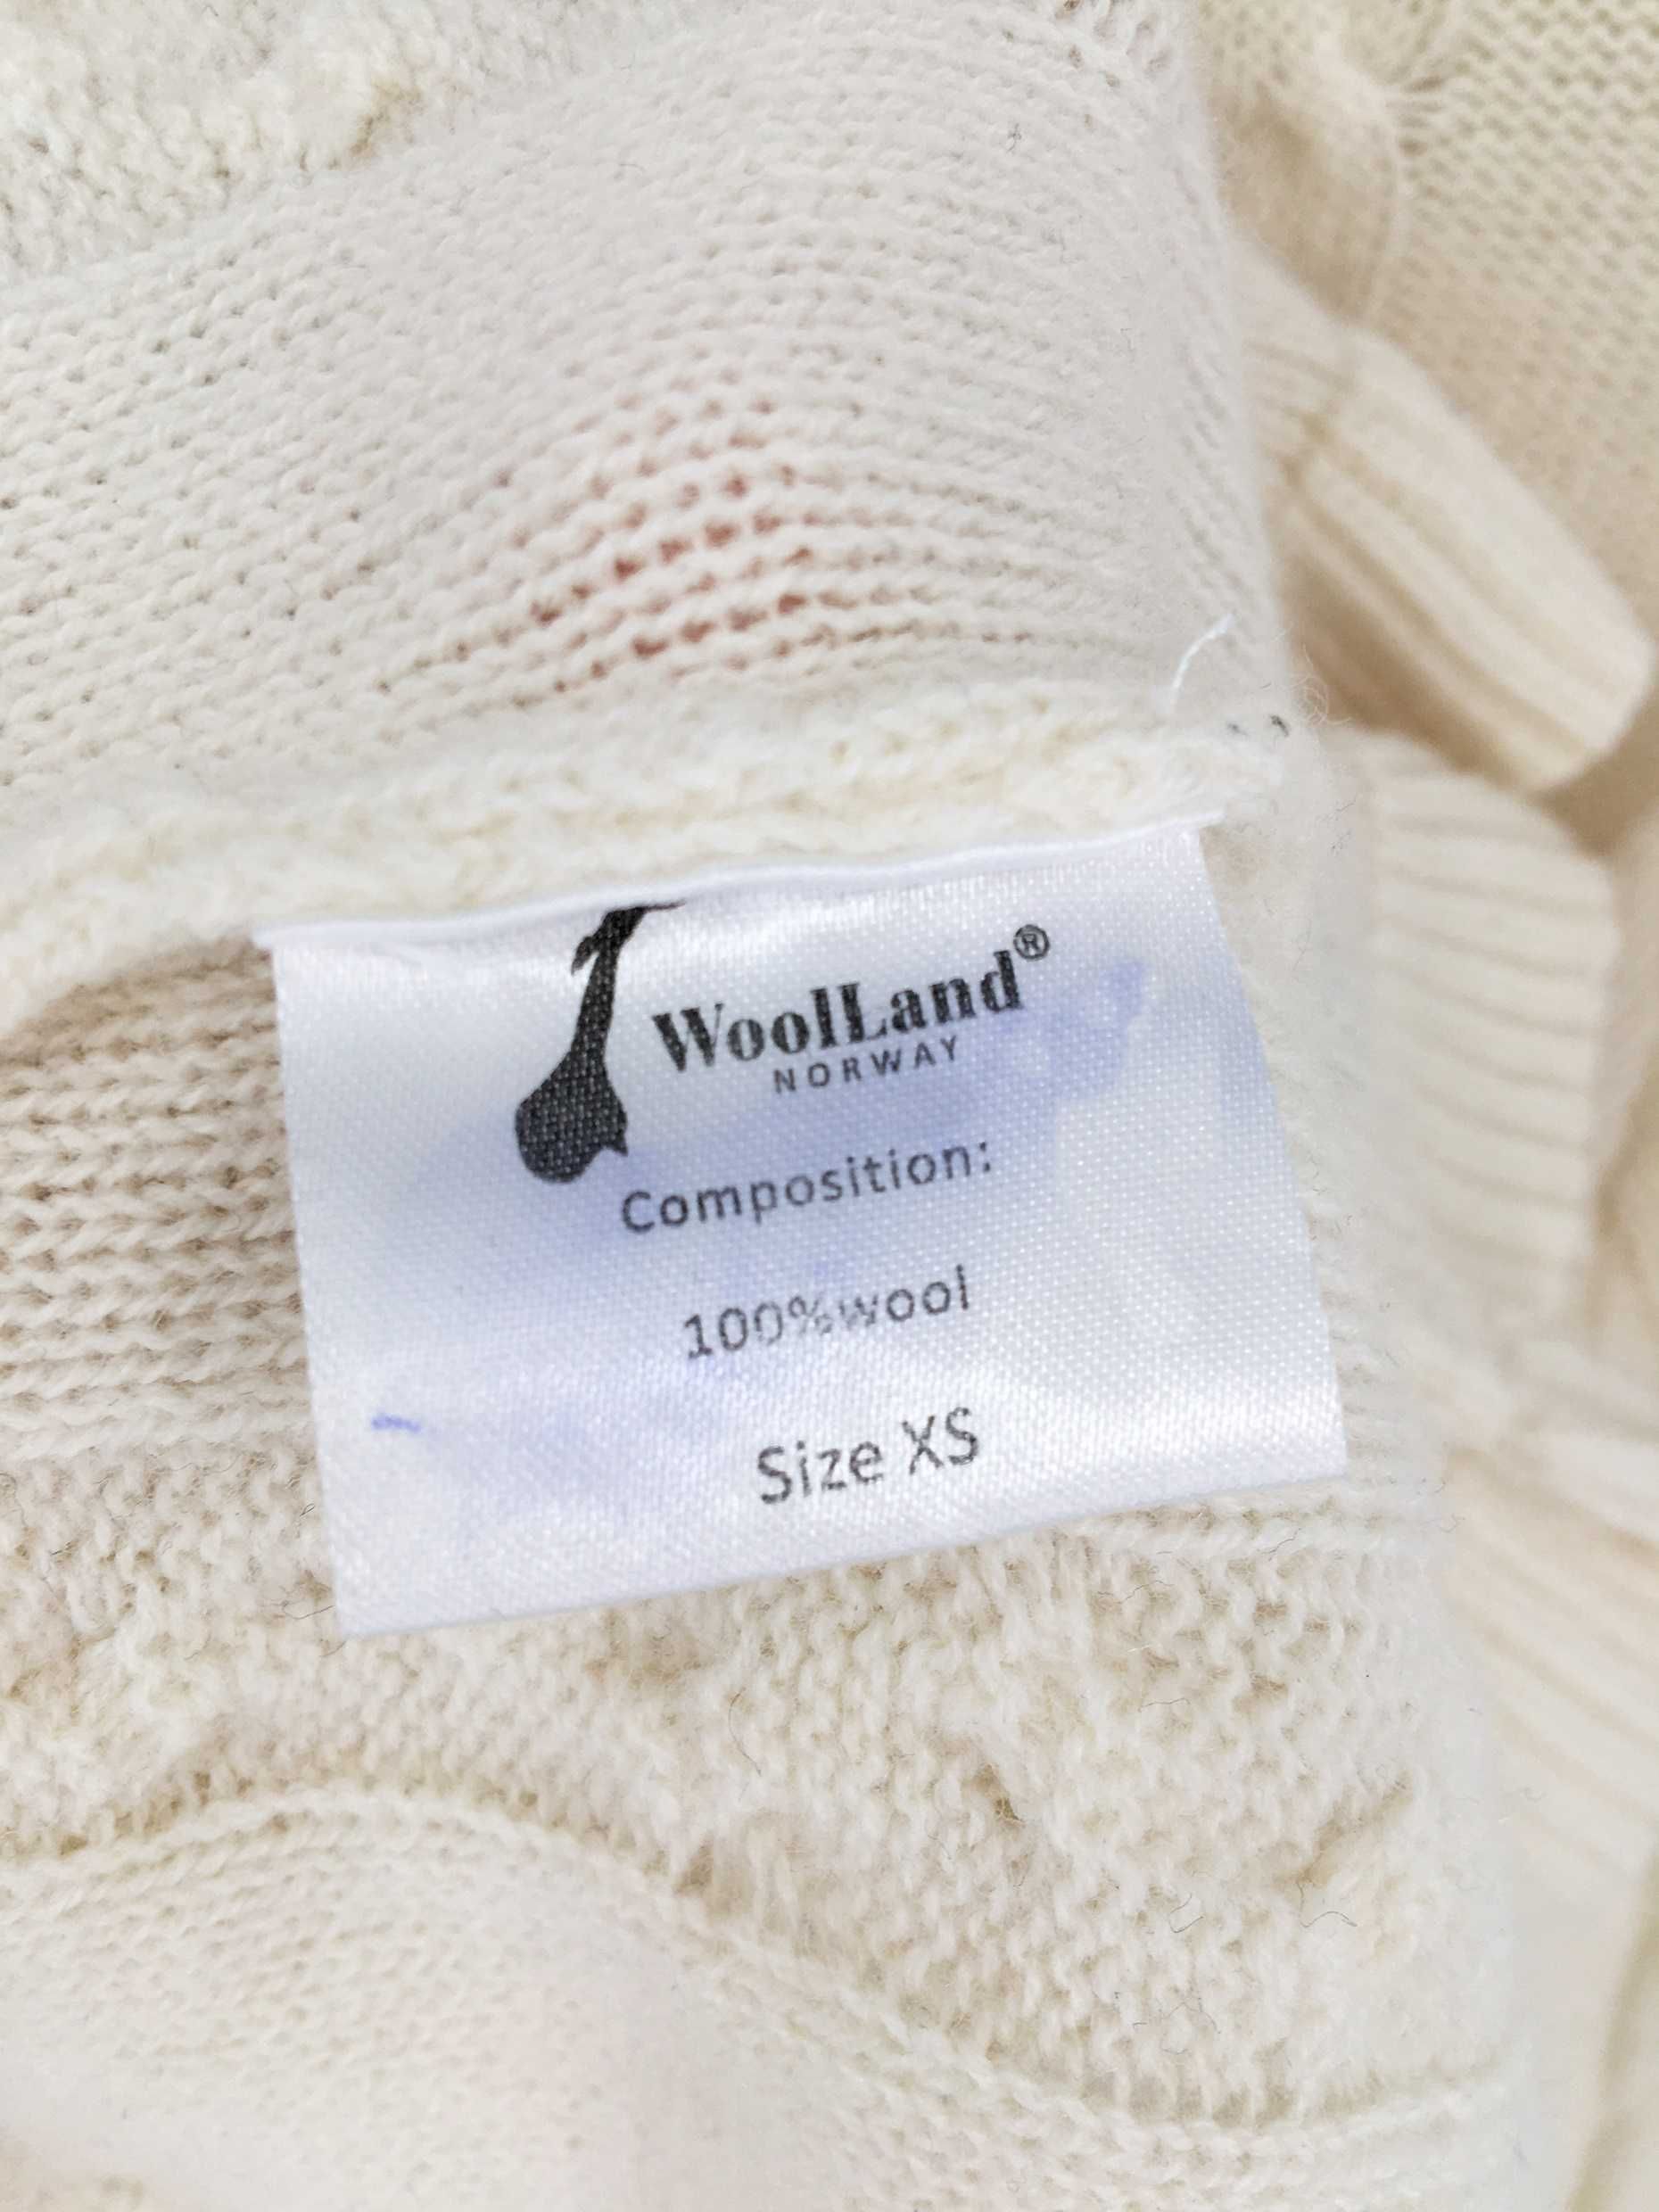 WoolLand®
NORWAY
Composition:
100%wool
Size XS